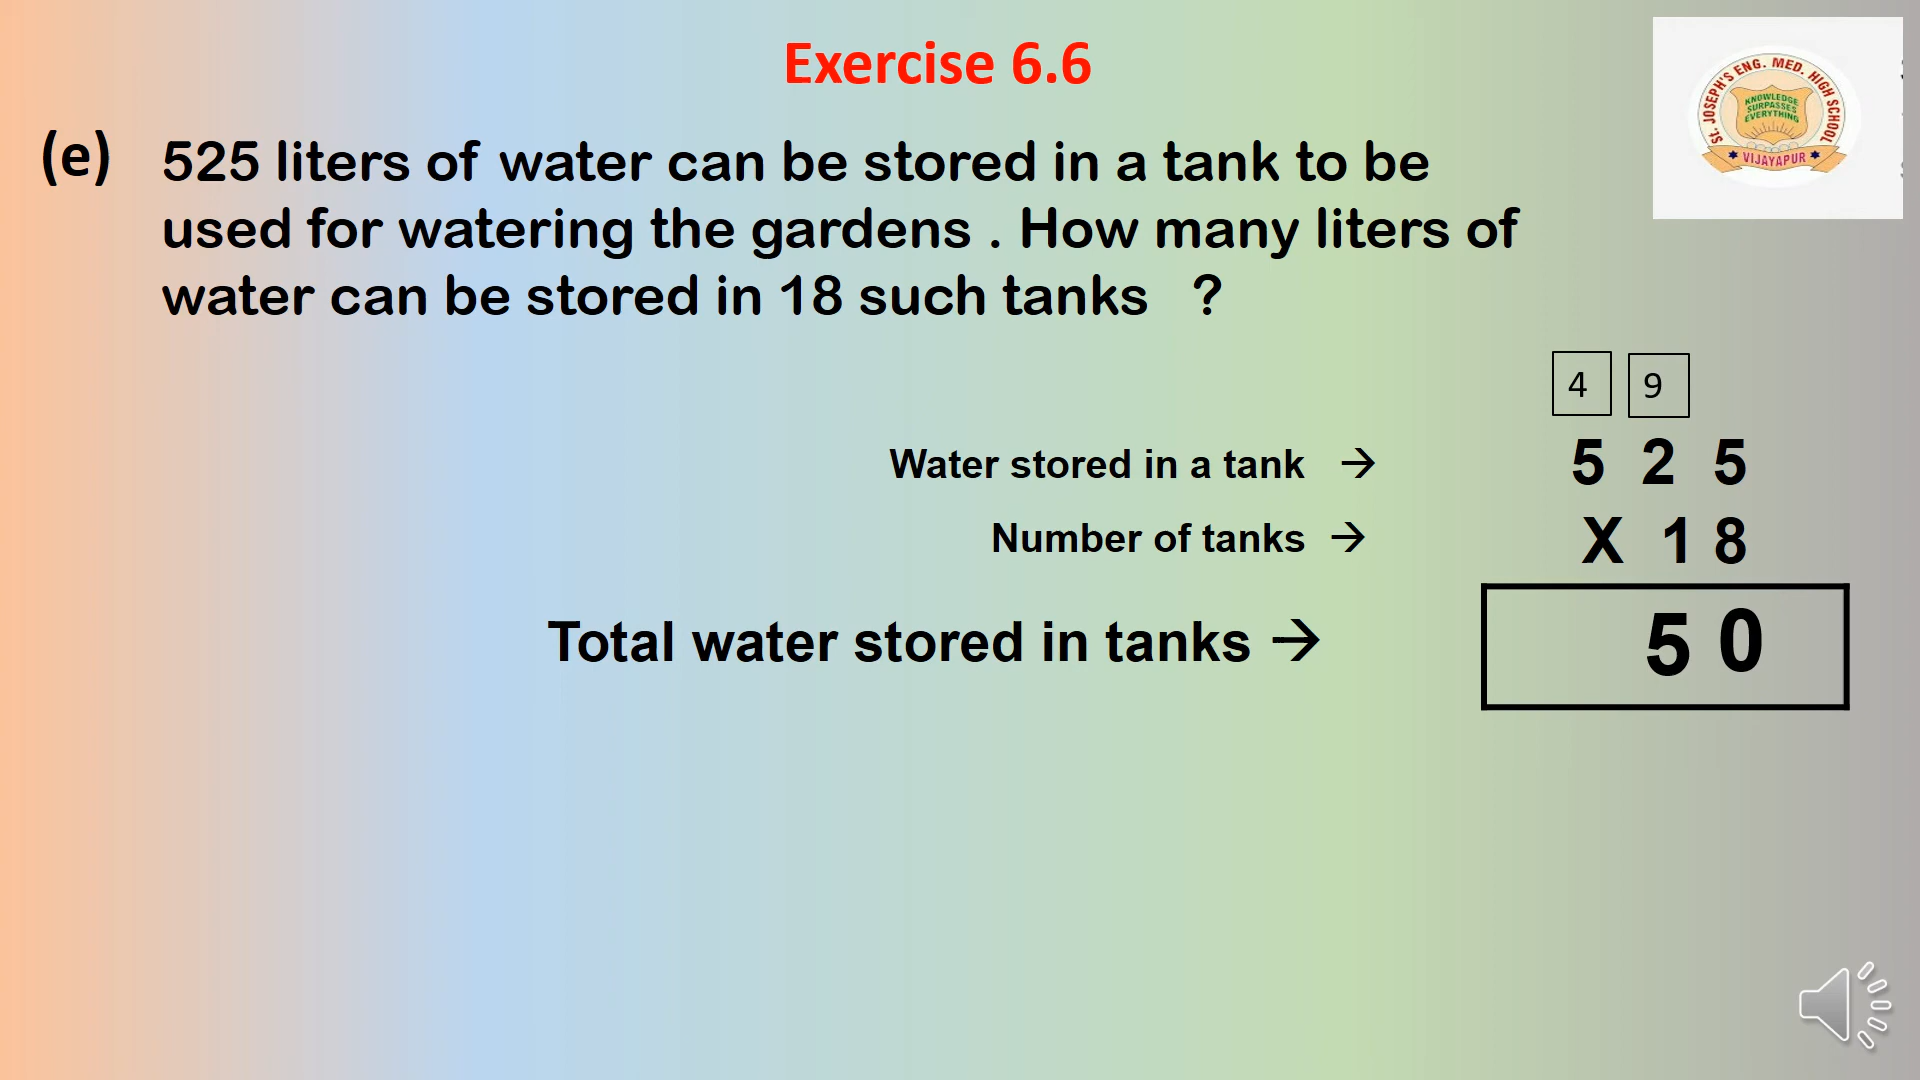 Exercise 6.6
St. JOSEPH'S ENG. MED. HIGH SCHOOL
KNOWLEDGE
SURPASSES
EVERYTHING
VIJAYAPUR
(e) 525 liters of water can be stored in a tank to be
used for watering the gardens . How many liters of
water can be stored in 18 such tanks ?
4 9
Water stored in a tank → 5 2 5
Number of tanks → X 1 8
Total water stored in tanks → 5 0